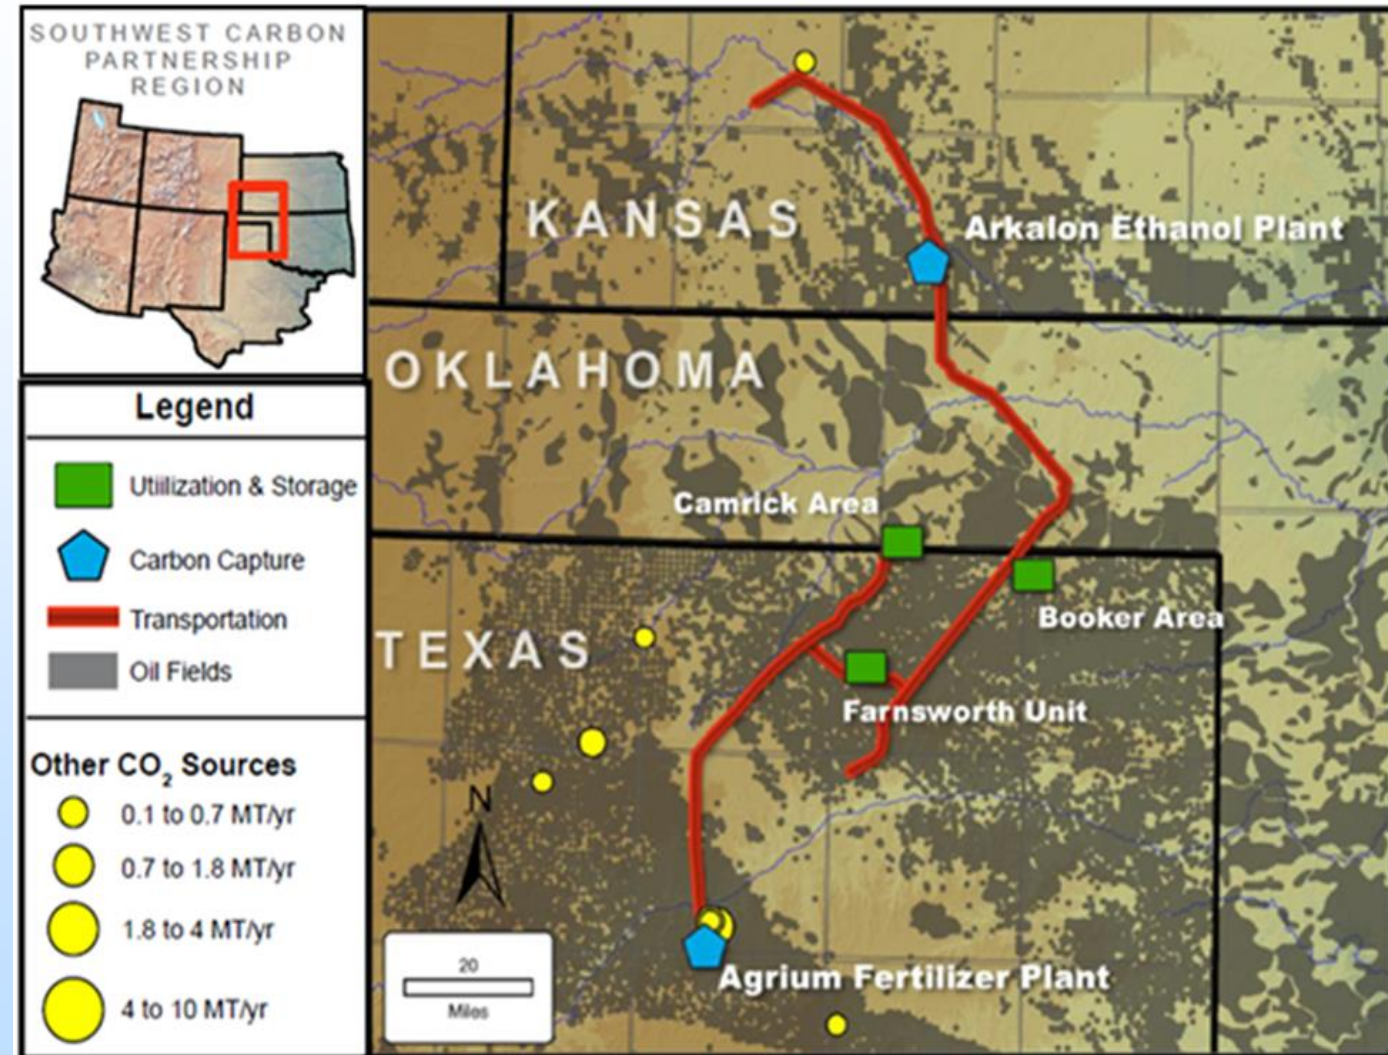 SOUTHWEST CARBON
PARTNERSHIP
REGION
Legend
Utiilization & Storage
Carbon Capture
Transportation
Oil Fields
Other CO₂ Sources
0.1 to 0.7 MT/yr
0.7 to 1.8 MT/yr
1.8 to 4 MT/yr
4 to 10 MT/yr
KANSAS
Arkalon Ethanol Plant
OKLAHOMA
Camrick Area
Booker Area
TEXAS
Farnsworth Unit
N
20
Miles
Agrium Fertilizer Plant